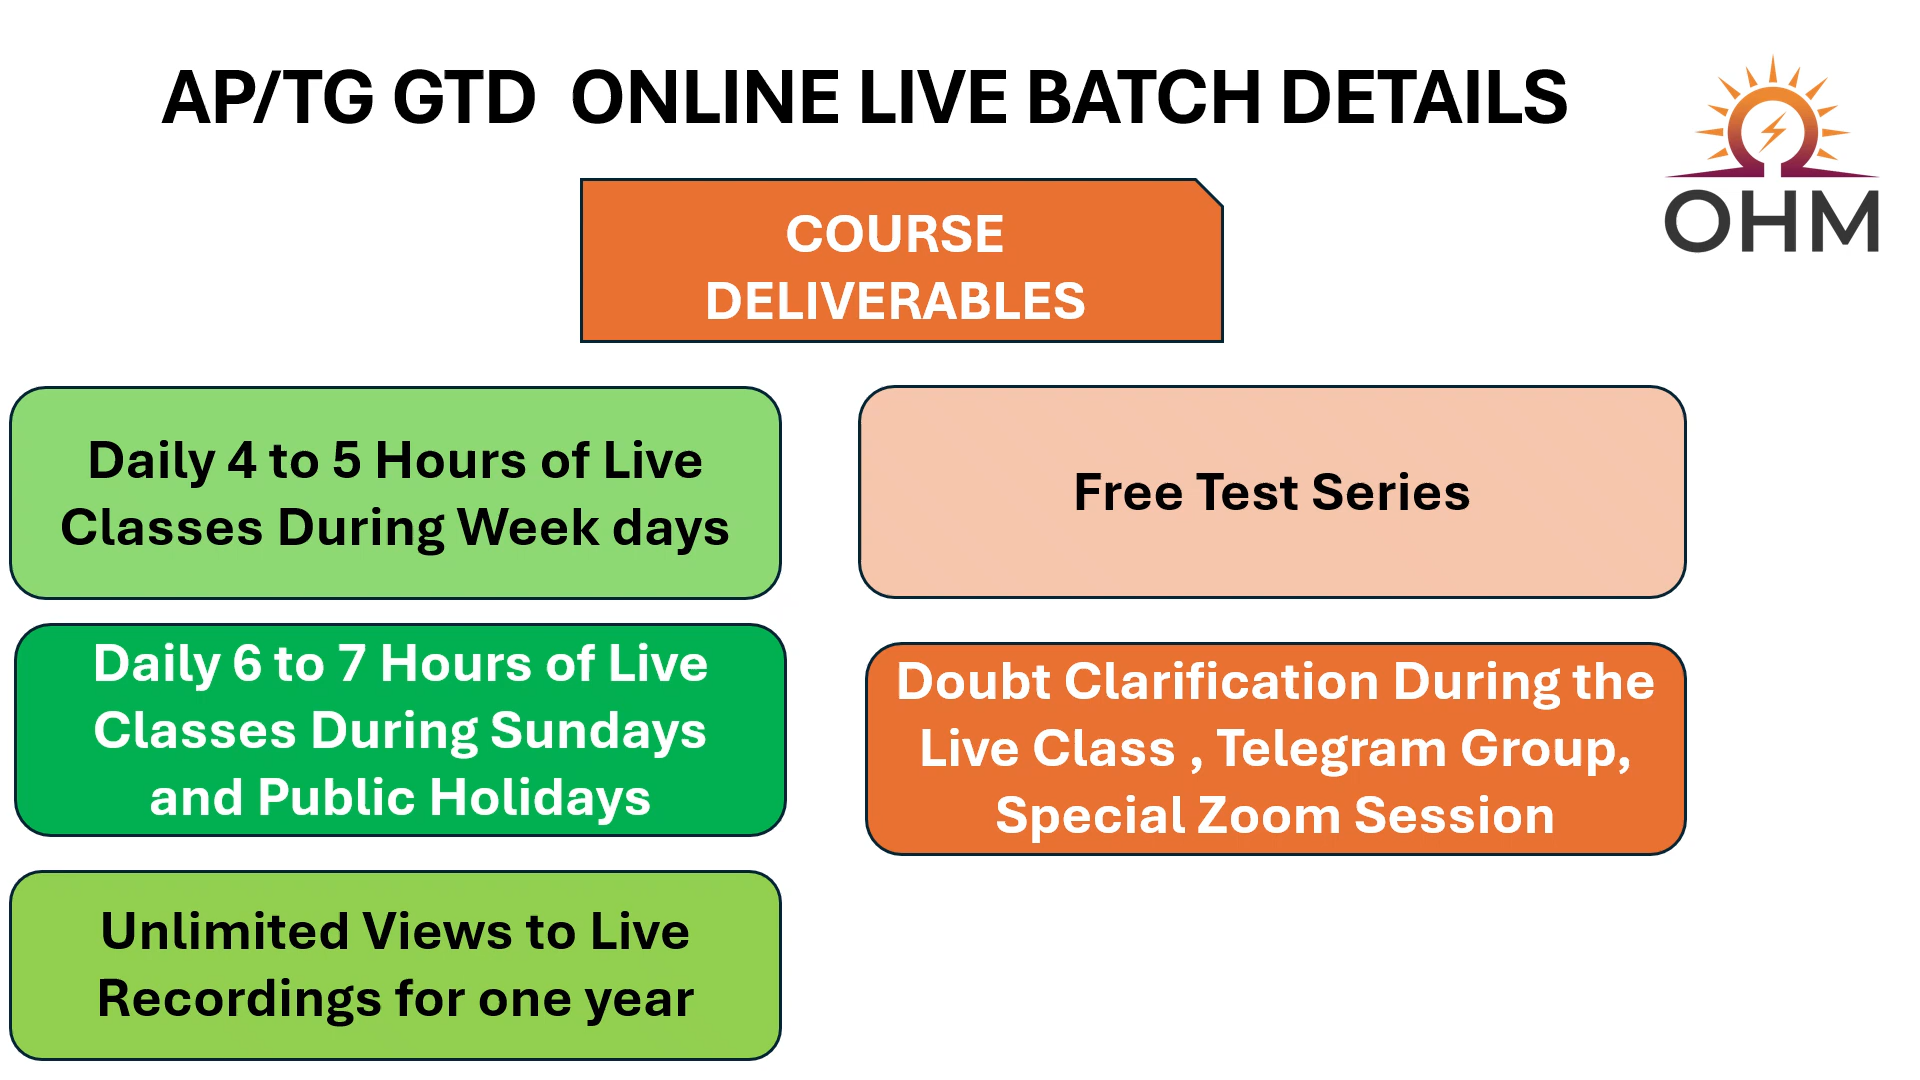 AP/TG GTD  ONLINE LIVE BATCH DETAILS
OHM
COURSE
DELIVERABLES
Daily 4 to 5 Hours of Live
Classes During Week days
Free Test Series
Daily 6 to 7 Hours of Live
Classes During Sundays
and Public Holidays
Doubt Clarification During the
Live Class , Telegram Group,
Special Zoom Session
Unlimited Views to Live
Recordings for one year